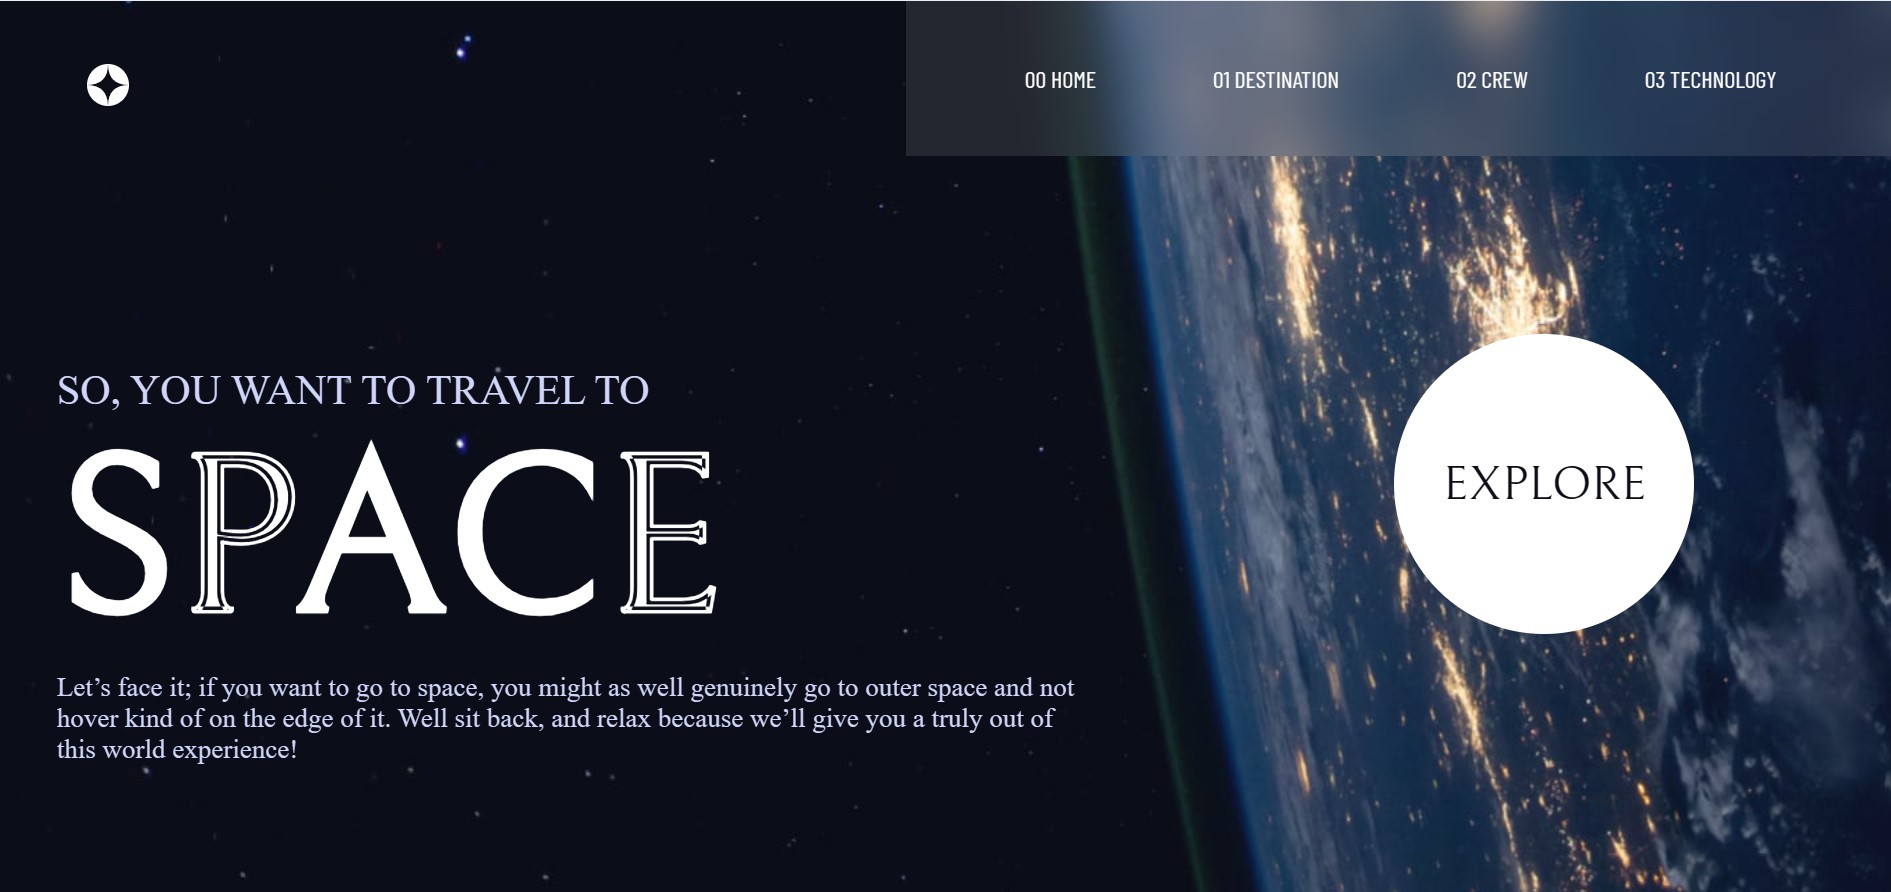 00 HOME 01 DESTINATION 02 CREW 03 TECHNOLOGY
SO, YOU WANT TO TRAVEL TO
SPACE
EXPLORE
Let’s face it; if you want to go to space, you might as well genuinely go to outer space and not
hover kind of on the edge of it. Well sit back, and relax because we’ll give you a truly out of
this world experience!